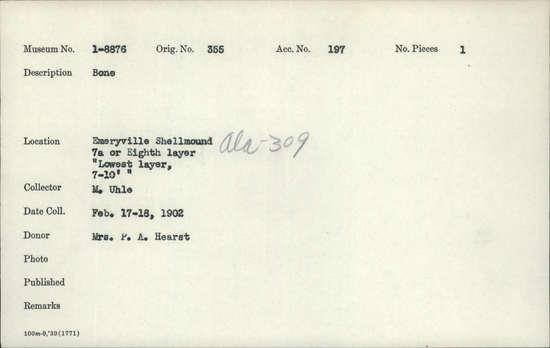 Museum No. 1-8876 Orig. No. 355 Acc. No. 197 No. Pieces 1
Description Bone
Location Emeryville Shellmound Ala-309
7a or Eighth layer
"Lowest layer,
7-10' "
Collector M. Uhle
Date Coll. Feb. 17-18, 1902
Donor Mrs. P. A. Hearst
Photo
Published
Remarks
100m-9,'39(1771)